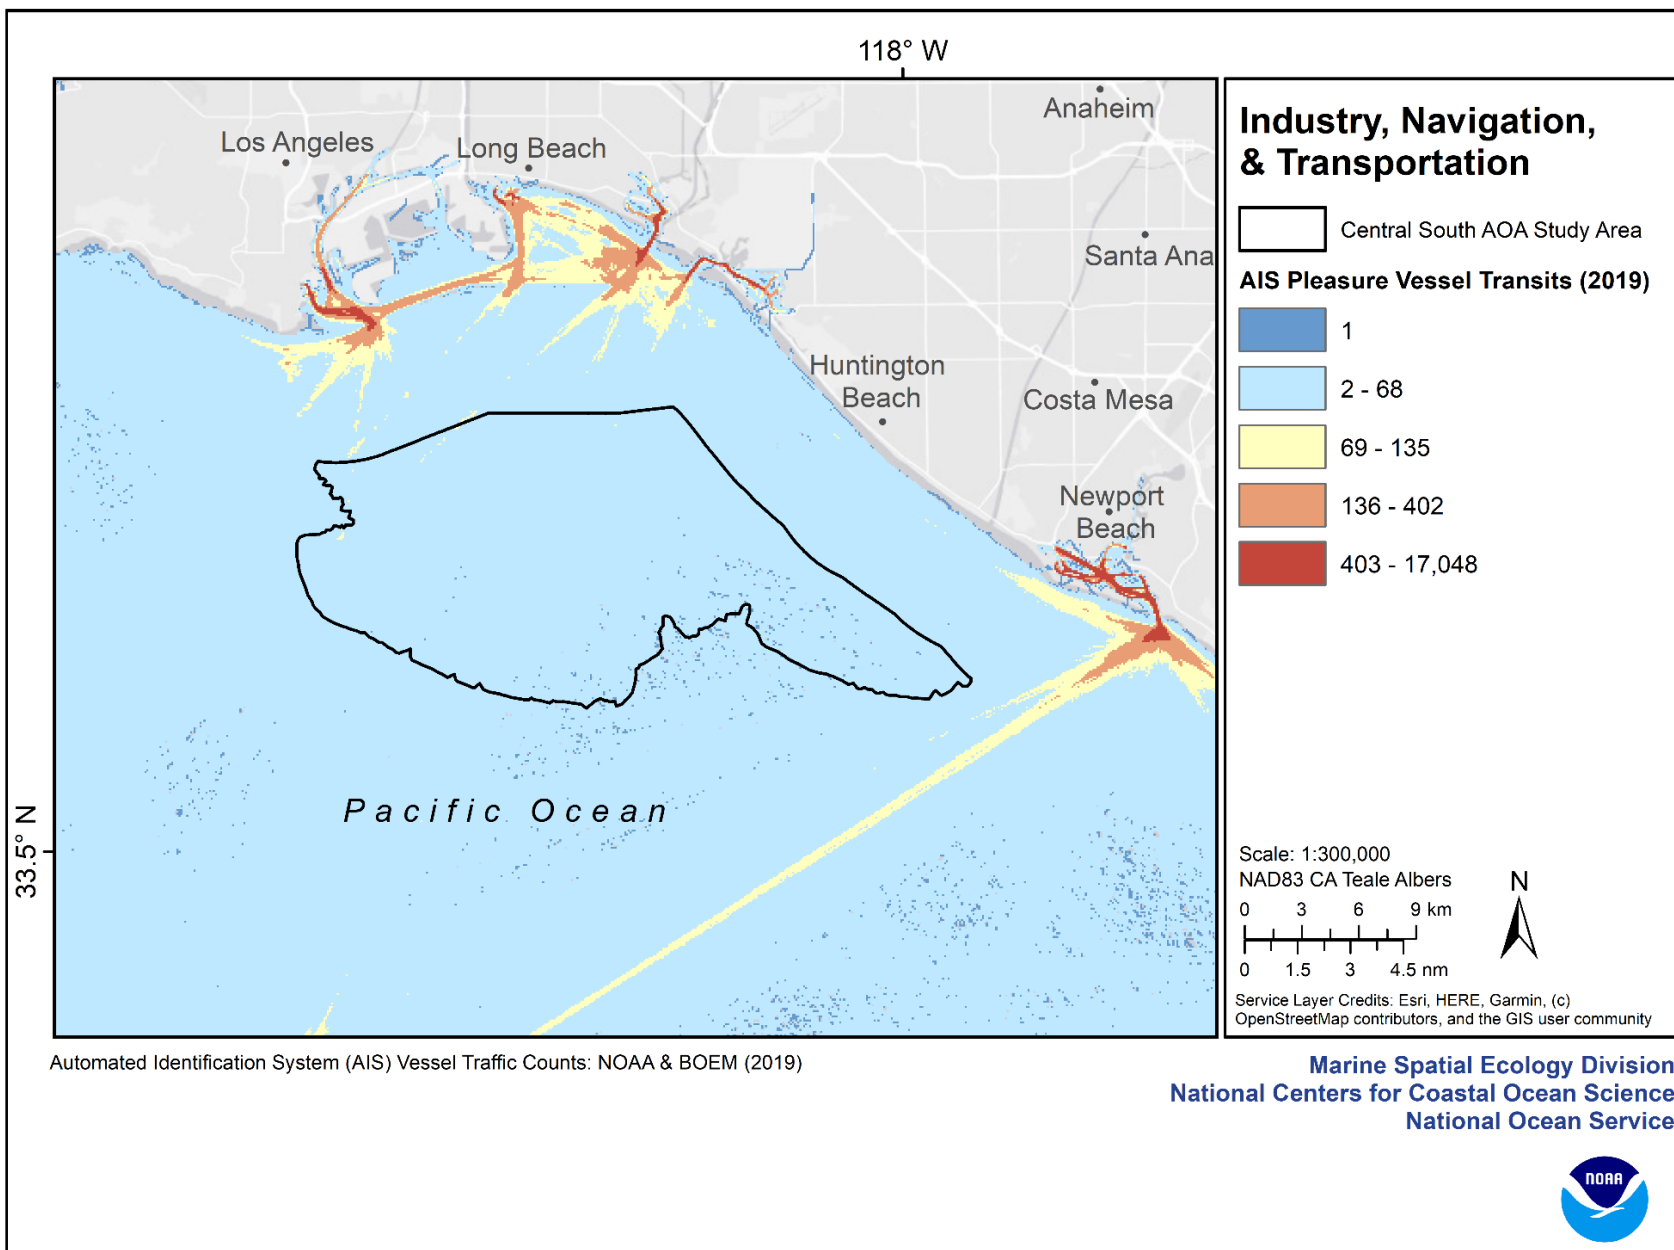 118° W
Anaheim
Los Angeles
Long Beach
Santa Ana
Huntington
Beach
Costa Mesa
Newport
Beach
Pacific Ocean
33.5° N
Industry, Navigation,
& Transportation
Central South AOA Study Area
AIS Pleasure Vessel Transits (2019)
1
2 - 68
69 - 135
136 - 402
403 - 17,048
Scale: 1:300,000
NAD83 CA Teale Albers
0 3 6 9 km
0 1.5 3 4.5 nm
N
Service Layer Credits: Esri, HERE, Garmin, (c)
OpenStreetMap contributors, and the GIS user community
Automated Identification System (AIS) Vessel Traffic Counts: NOAA & BOEM (2019)
Marine Spatial Ecology Division
National Centers for Coastal Ocean Science
National Ocean Service
NOAA